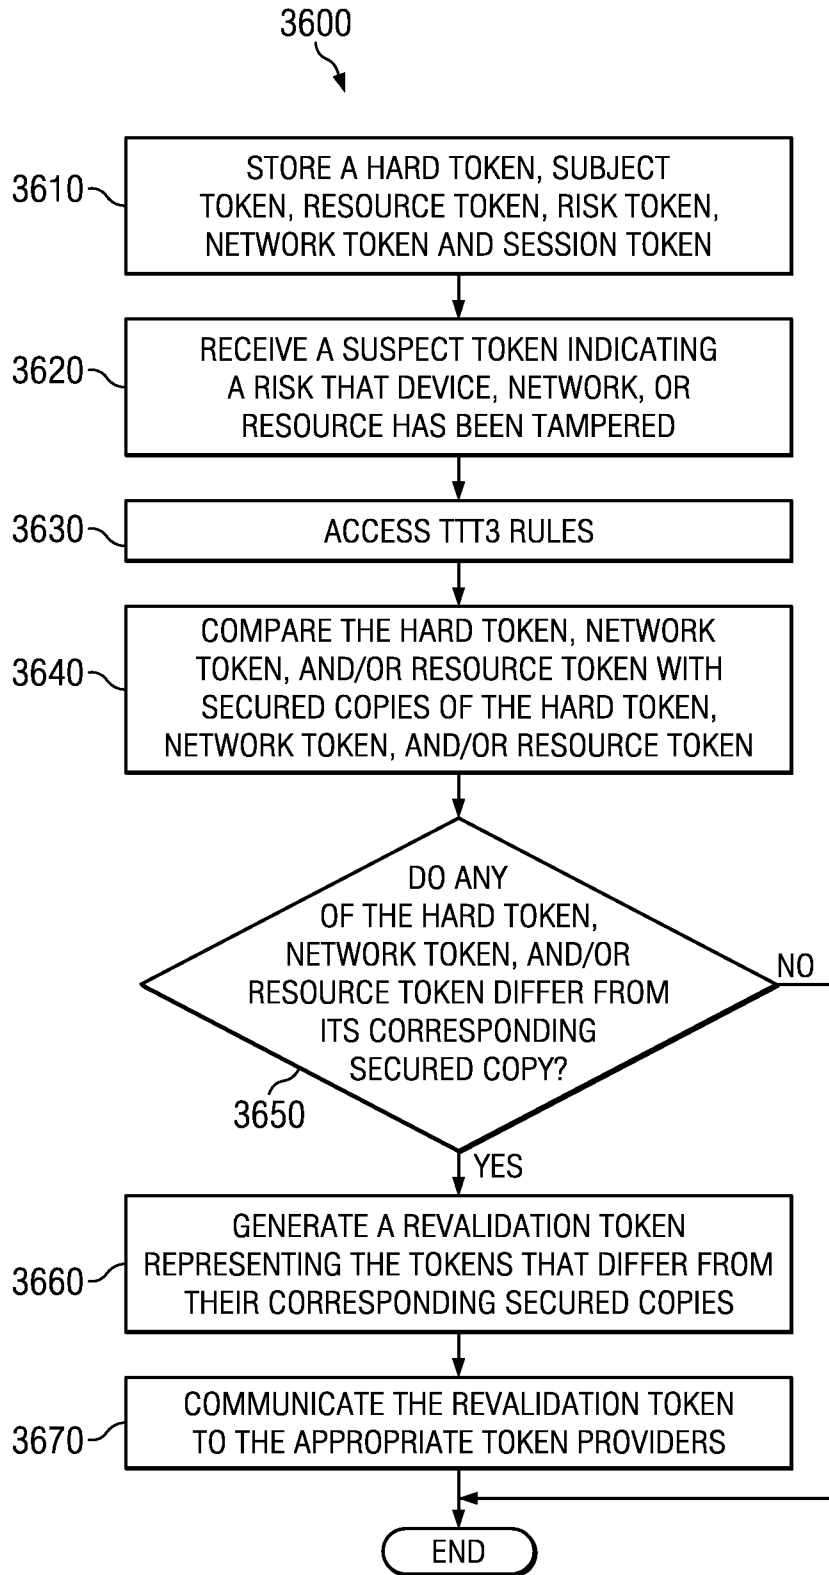 3600
3610
STORE A HARD TOKEN, SUBJECT
TOKEN, RESOURCE TOKEN, RISK TOKEN,
NETWORK TOKEN AND SESSION TOKEN
3620
RECEIVE A SUSPECT TOKEN INDICATING
A RISK THAT DEVICE, NETWORK, OR
RESOURCE HAS BEEN TAMPERED
3630
ACCESS TTT3 RULES
3640
COMPARE THE HARD TOKEN, NETWORK
TOKEN, AND/OR RESOURCE TOKEN WITH
SECURED COPIES OF THE HARD TOKEN,
NETWORK TOKEN, AND/OR RESOURCE TOKEN
DO ANY
OF THE HARD TOKEN,
NETWORK TOKEN, AND/OR
RESOURCE TOKEN DIFFER FROM
ITS CORRESPONDING
SECURED COPY?
NO
3650
YES
3660
GENERATE A REVALIDATION TOKEN
REPRESENTING THE TOKENS THAT DIFFER FROM
THEIR CORRESPONDING SECURED COPIES
3670
COMMUNICATE THE REVALIDATION TOKEN
TO THE APPROPRIATE TOKEN PROVIDERS
END